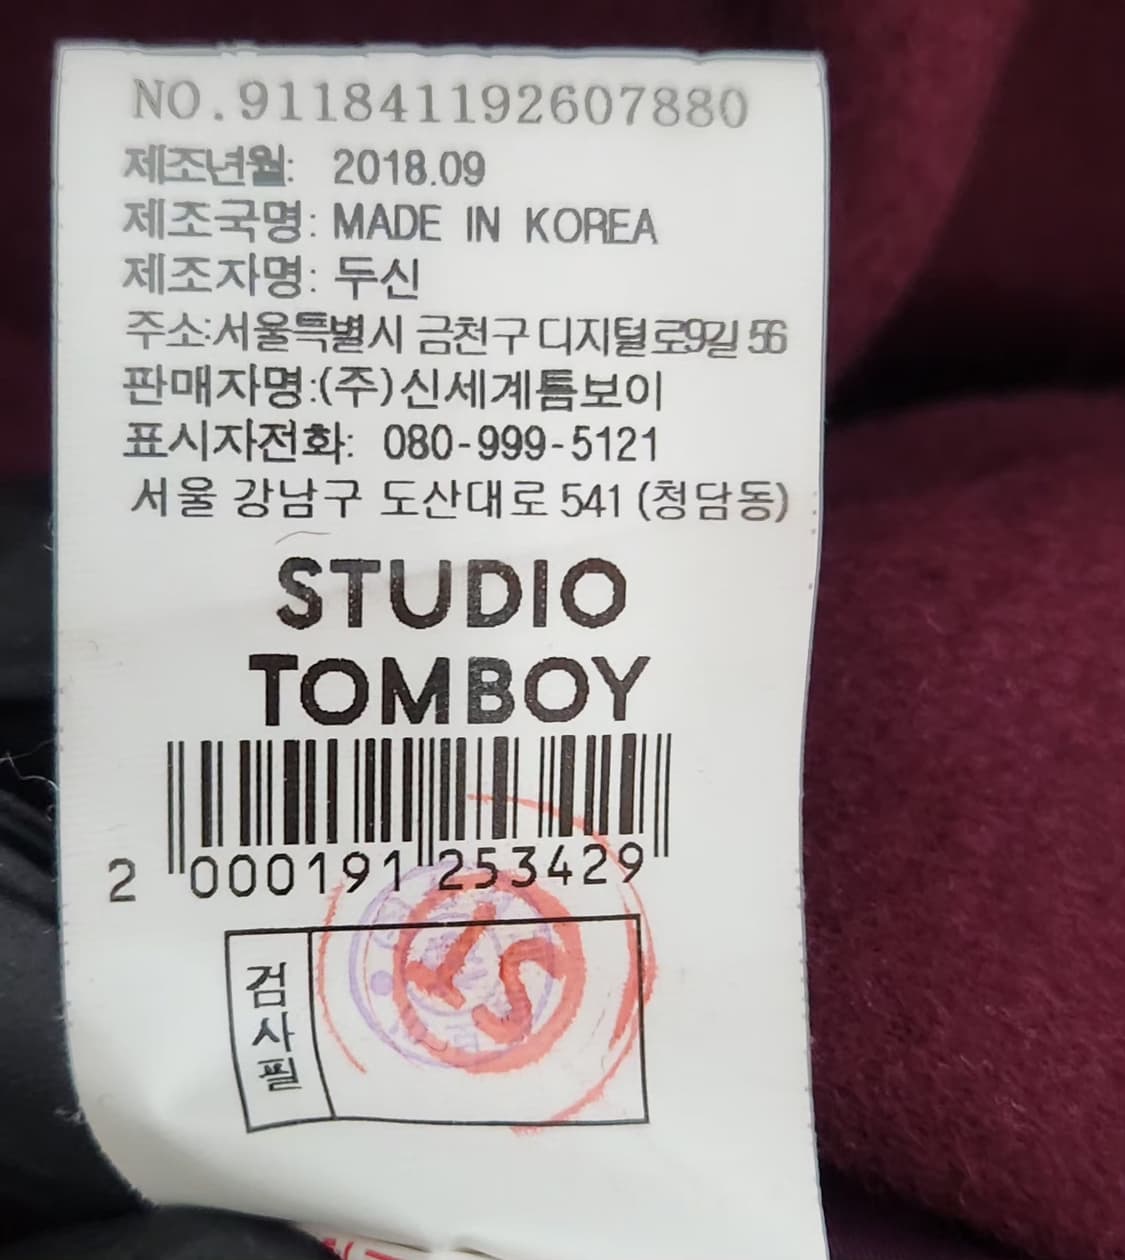 NO.911841192607880
제조년월: 2018.09
제조국명: MADE IN KOREA
제조자명: 두신
주소:서울특별시 금천구 디지털로9길 56
판매자명:(주)신세계톰보이
표시자전화: 080-999-5121
서울 강남구 도산대로 541 (청담동)
STUDIO
TOMBOY
2 000191 253429
검사필